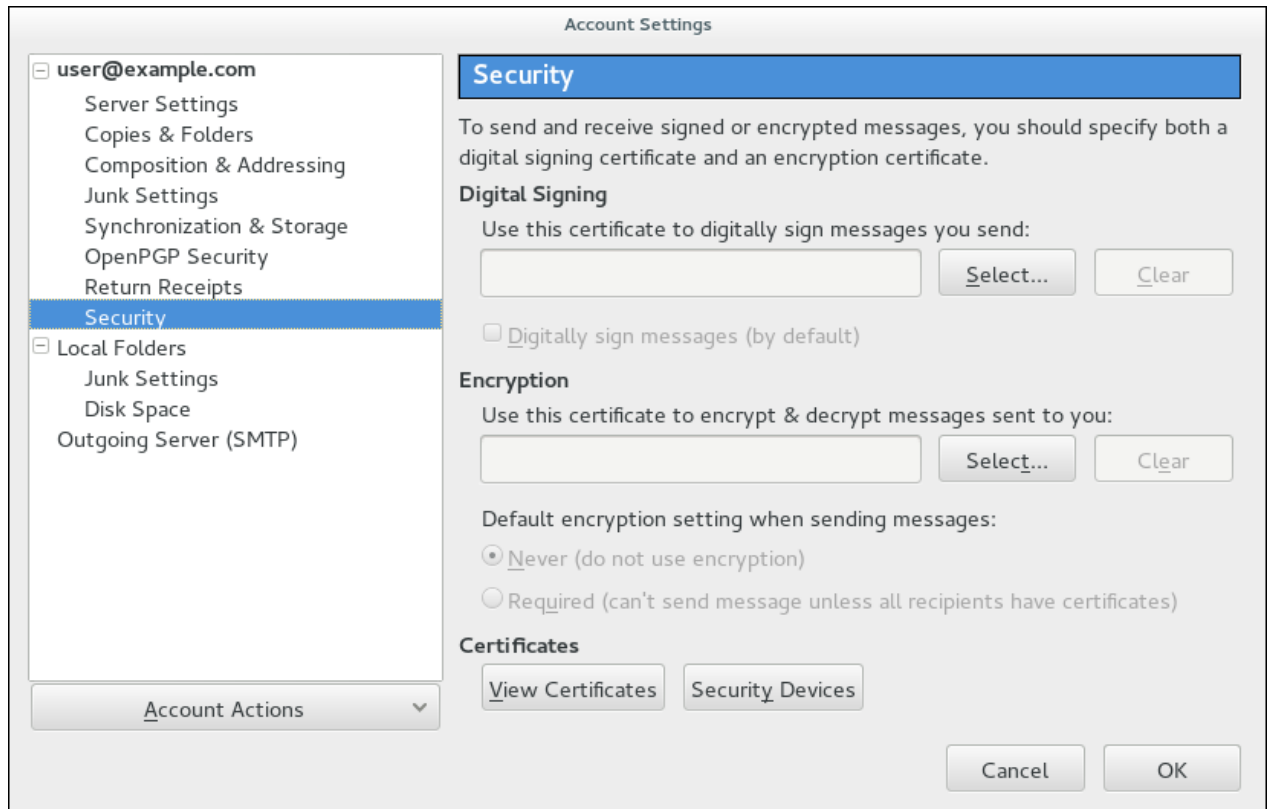 Account Settings
user@example.com
Server Settings
Copies & Folders
Composition & Addressing
Junk Settings
Synchronization & Storage
OpenPGP Security
Return Receipts
Security
Local Folders
Junk Settings
Disk Space
Outgoing Server (SMTP)
Account Actions
Security
To send and receive signed or encrypted messages, you should specify both a
digital signing certificate and an encryption certificate.
Digital Signing
Use this certificate to digitally sign messages you send:
Select... Clear
Digitally sign messages (by default)
Encryption
Use this certificate to encrypt & decrypt messages sent to you:
Select... Clear
Default encryption setting when sending messages:
Never (do not use encryption)
Required (can't send message unless all recipients have certificates)
Certificates
View Certificates Security Devices
Cancel OK